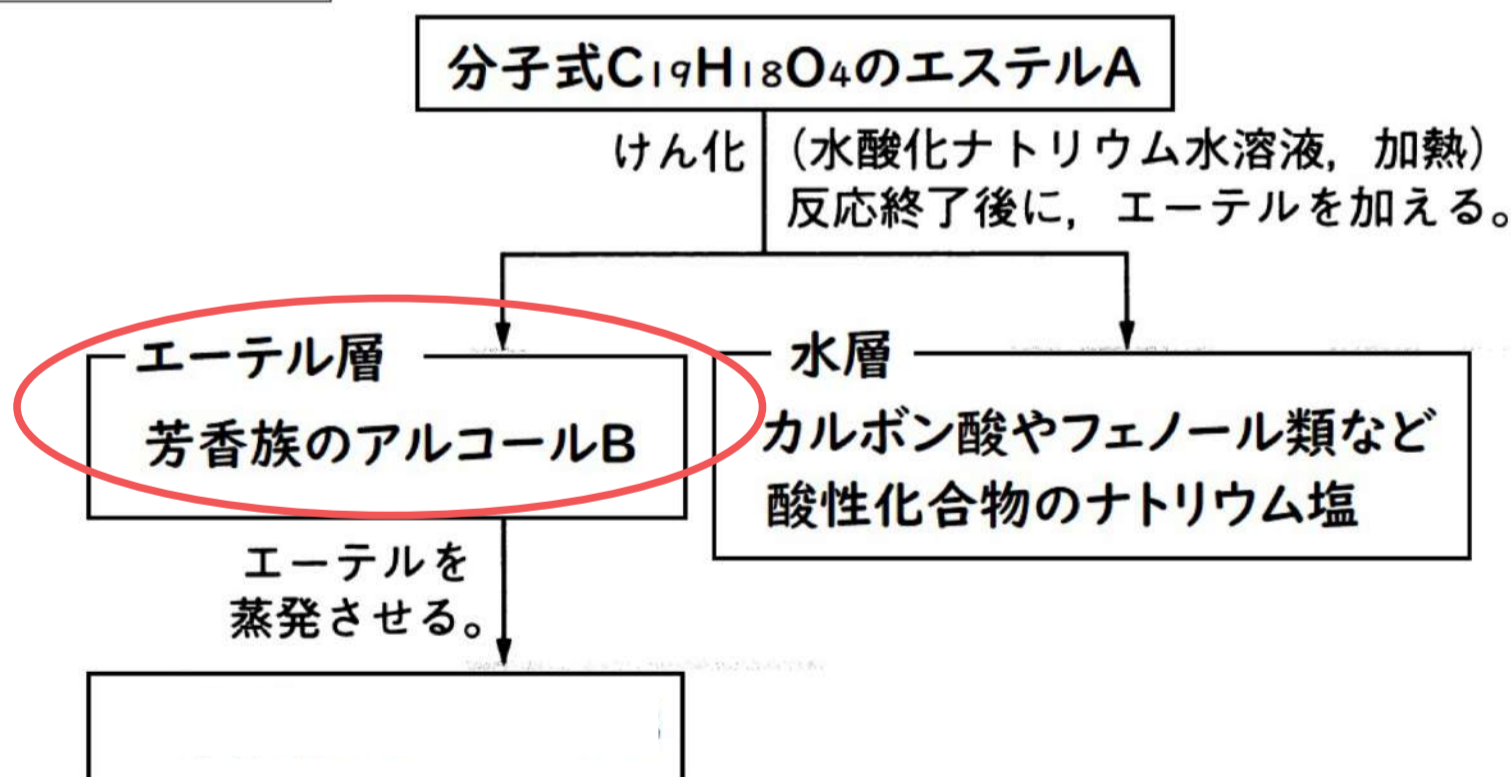 分子式C₁₉H₁₈O₄のエステルA
けん化 (水酸化ナトリウム水溶液，加熱)
反応終了後に，エーテルを加える。
エーテル層
芳香族のアルコールB
水層
カルボン酸やフェノール類など
酸性化合物のナトリウム塩
エーテルを
蒸発させる。